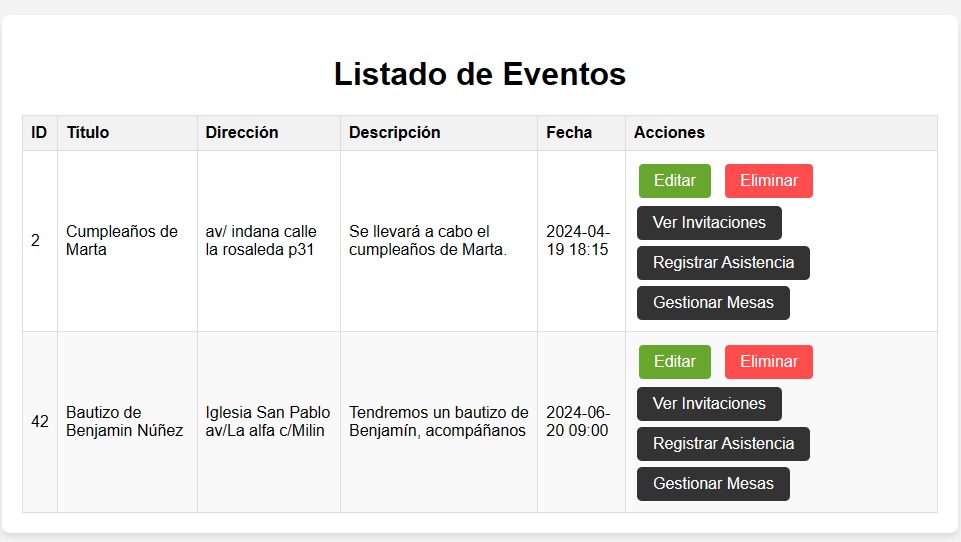 Listado de Eventos
ID Título Dirección Descripción Fecha Acciones
2
Cumpleaños de
Marta
av/ indana calle
la rosaleda p31
Se llevará a cabo el
cumpleaños de Marta.
2024-04-
19 18:15
Editar Eliminar
Ver Invitaciones
Registrar Asistencia
Gestionar Mesas
42
Bautizo de
Benjamin Núñez
Iglesia San Pablo
av/La alfa c/Milin
Tendremos un bautizo de
Benjamín, acompáñanos
2024-06-
20 09:00
Editar Eliminar
Ver Invitaciones
Registrar Asistencia
Gestionar Mesas